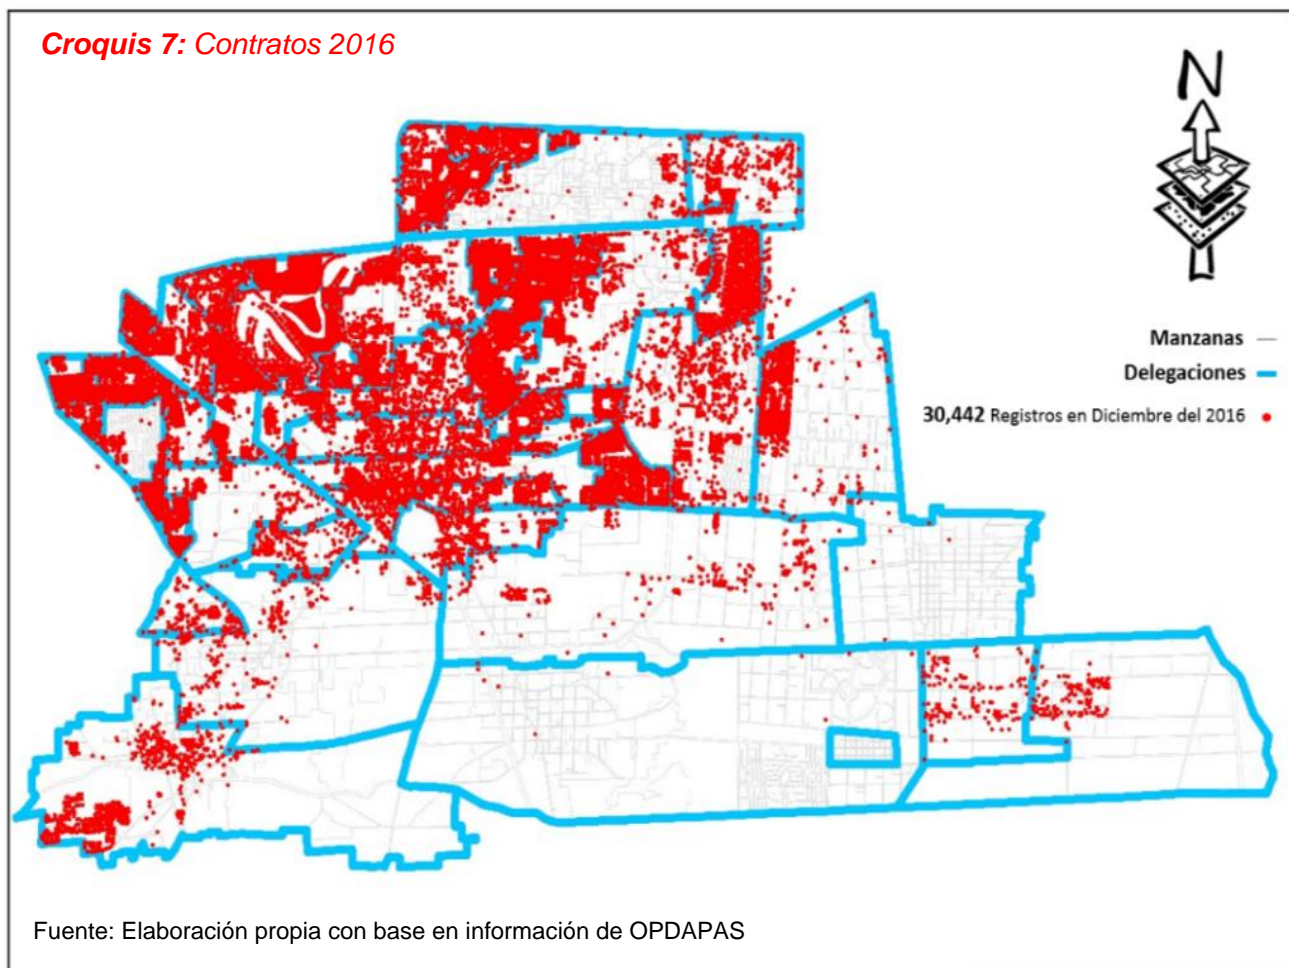 Croquis 7: Contratos 2016
N
Manzanas
Delegaciones
30,442 Registros en Diciembre del 2016
Fuente: Elaboración propia con base en información de OPDAPAS